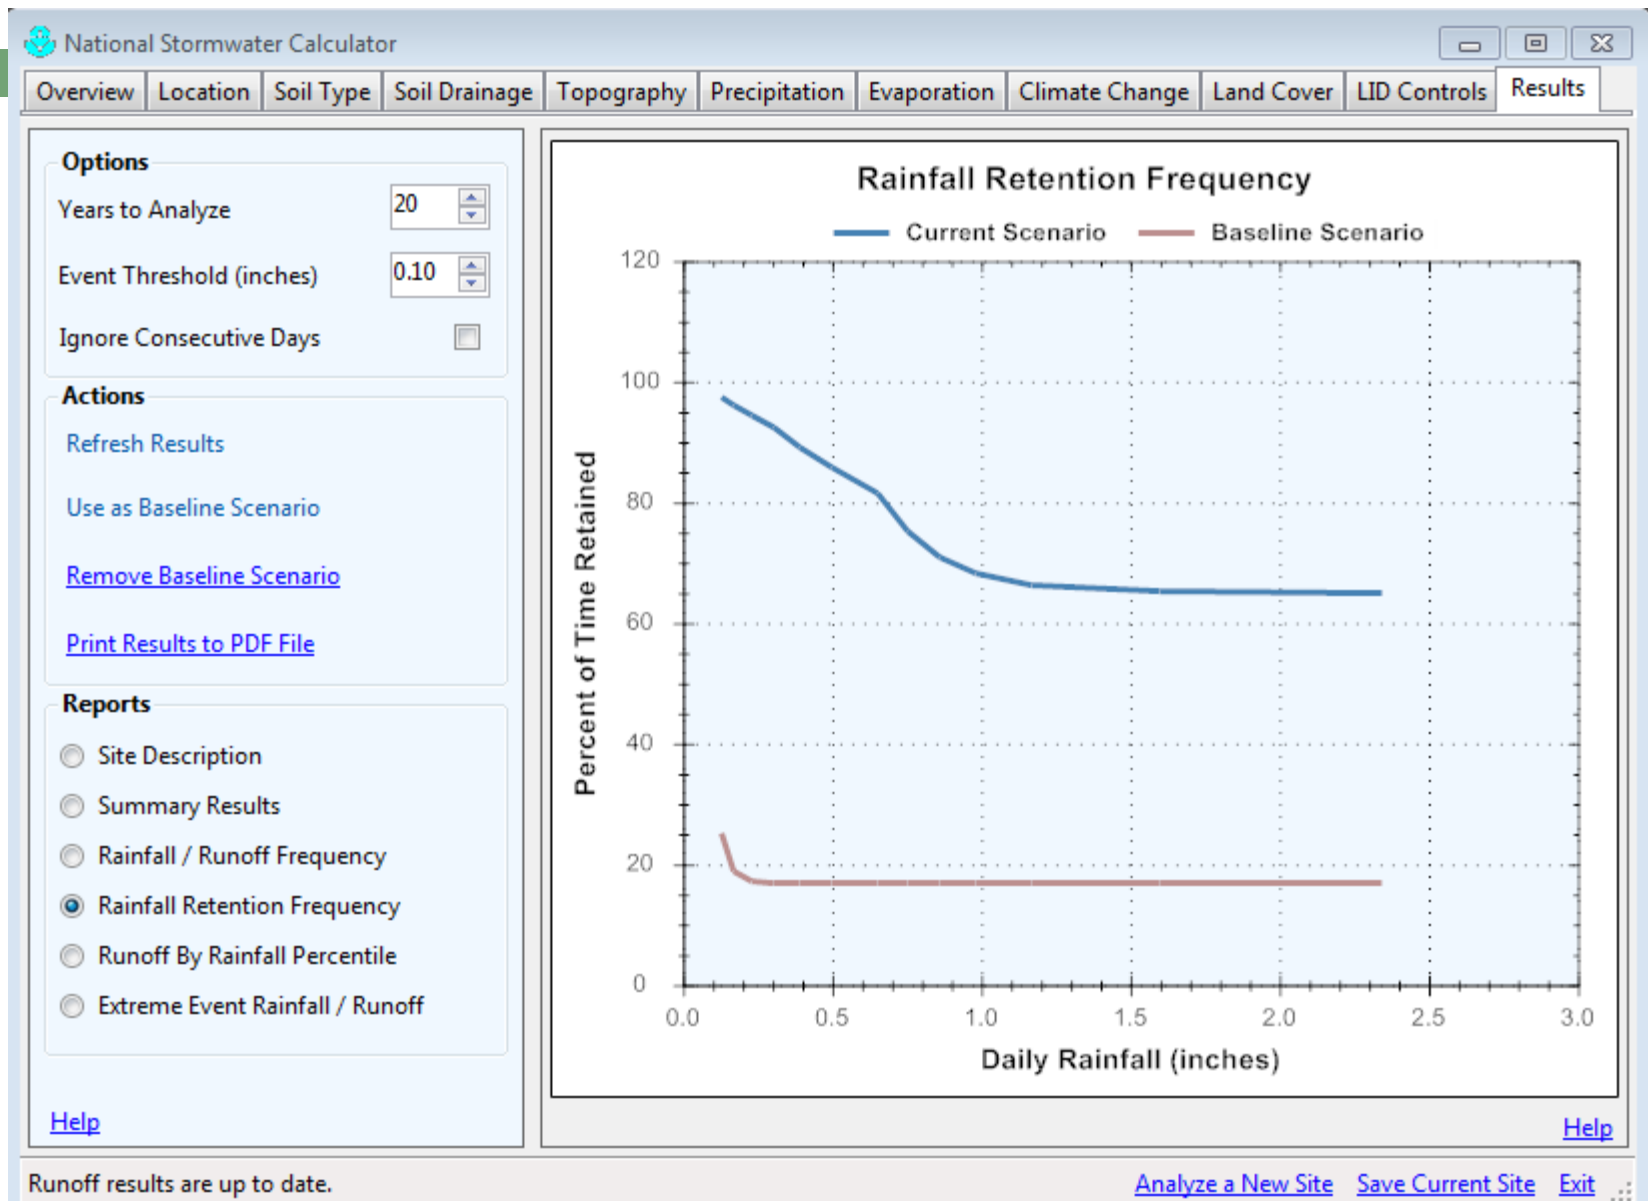 National Stormwater Calculator
Overview Location Soil Type Soil Drainage Topography Precipitation Evaporation Climate Change Land Cover LID Controls Results
Options
Years to Analyze 20
Event Threshold (inches) 0.10
Ignore Consecutive Days
Actions
Refresh Results
Use as Baseline Scenario
Remove Baseline Scenario
Print Results to PDF File
Reports
Site Description
Summary Results
Rainfall / Runoff Frequency
Rainfall Retention Frequency
Runoff By Rainfall Percentile
Extreme Event Rainfall / Runoff
Help
Rainfall Retention Frequency
Current Scenario Baseline Scenario
Percent of Time Retained
120
100
80
60
40
20
0
0.0 0.5 1.0 1.5 2.0 2.5 3.0
Daily Rainfall (inches)
Help
Runoff results are up to date.
Analyze a New Site Save Current Site Exit